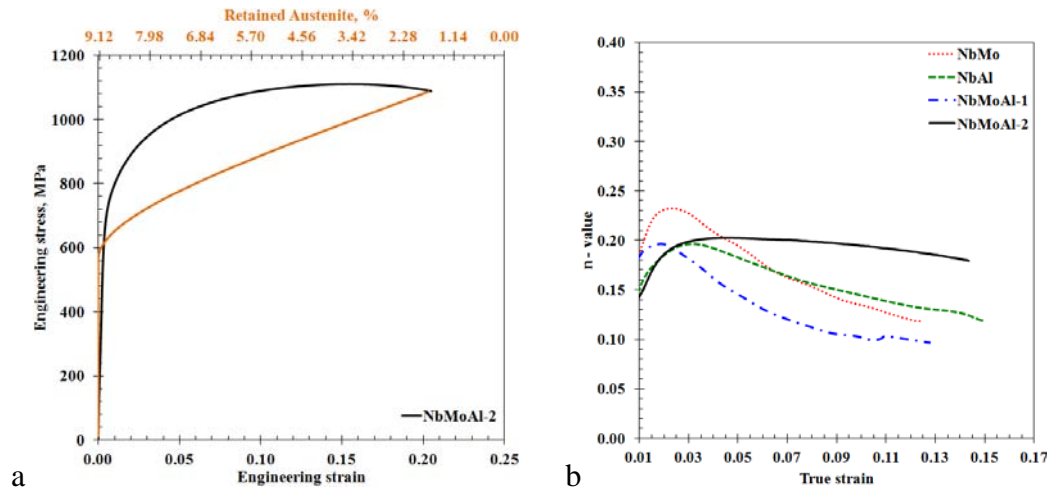 Retained Austenite, %
9.12 7.98 6.84 5.70 4.56 3.42 2.28 1.14 0.00
1200
1000
800
600
400
200
0
Engineering stress, MPa
NbMoAl-2
0.00 0.05 0.10 0.15 0.20 0.25
Engineering strain
a
0.40
0.35
0.30
0.25
0.20
0.15
0.10
0.05
0.00
n - value
NbMo
NbAl
NbMoAl-1
NbMoAl-2
0.01 0.03 0.05 0.07 0.09 0.11 0.13 0.15 0.17
True strain
b